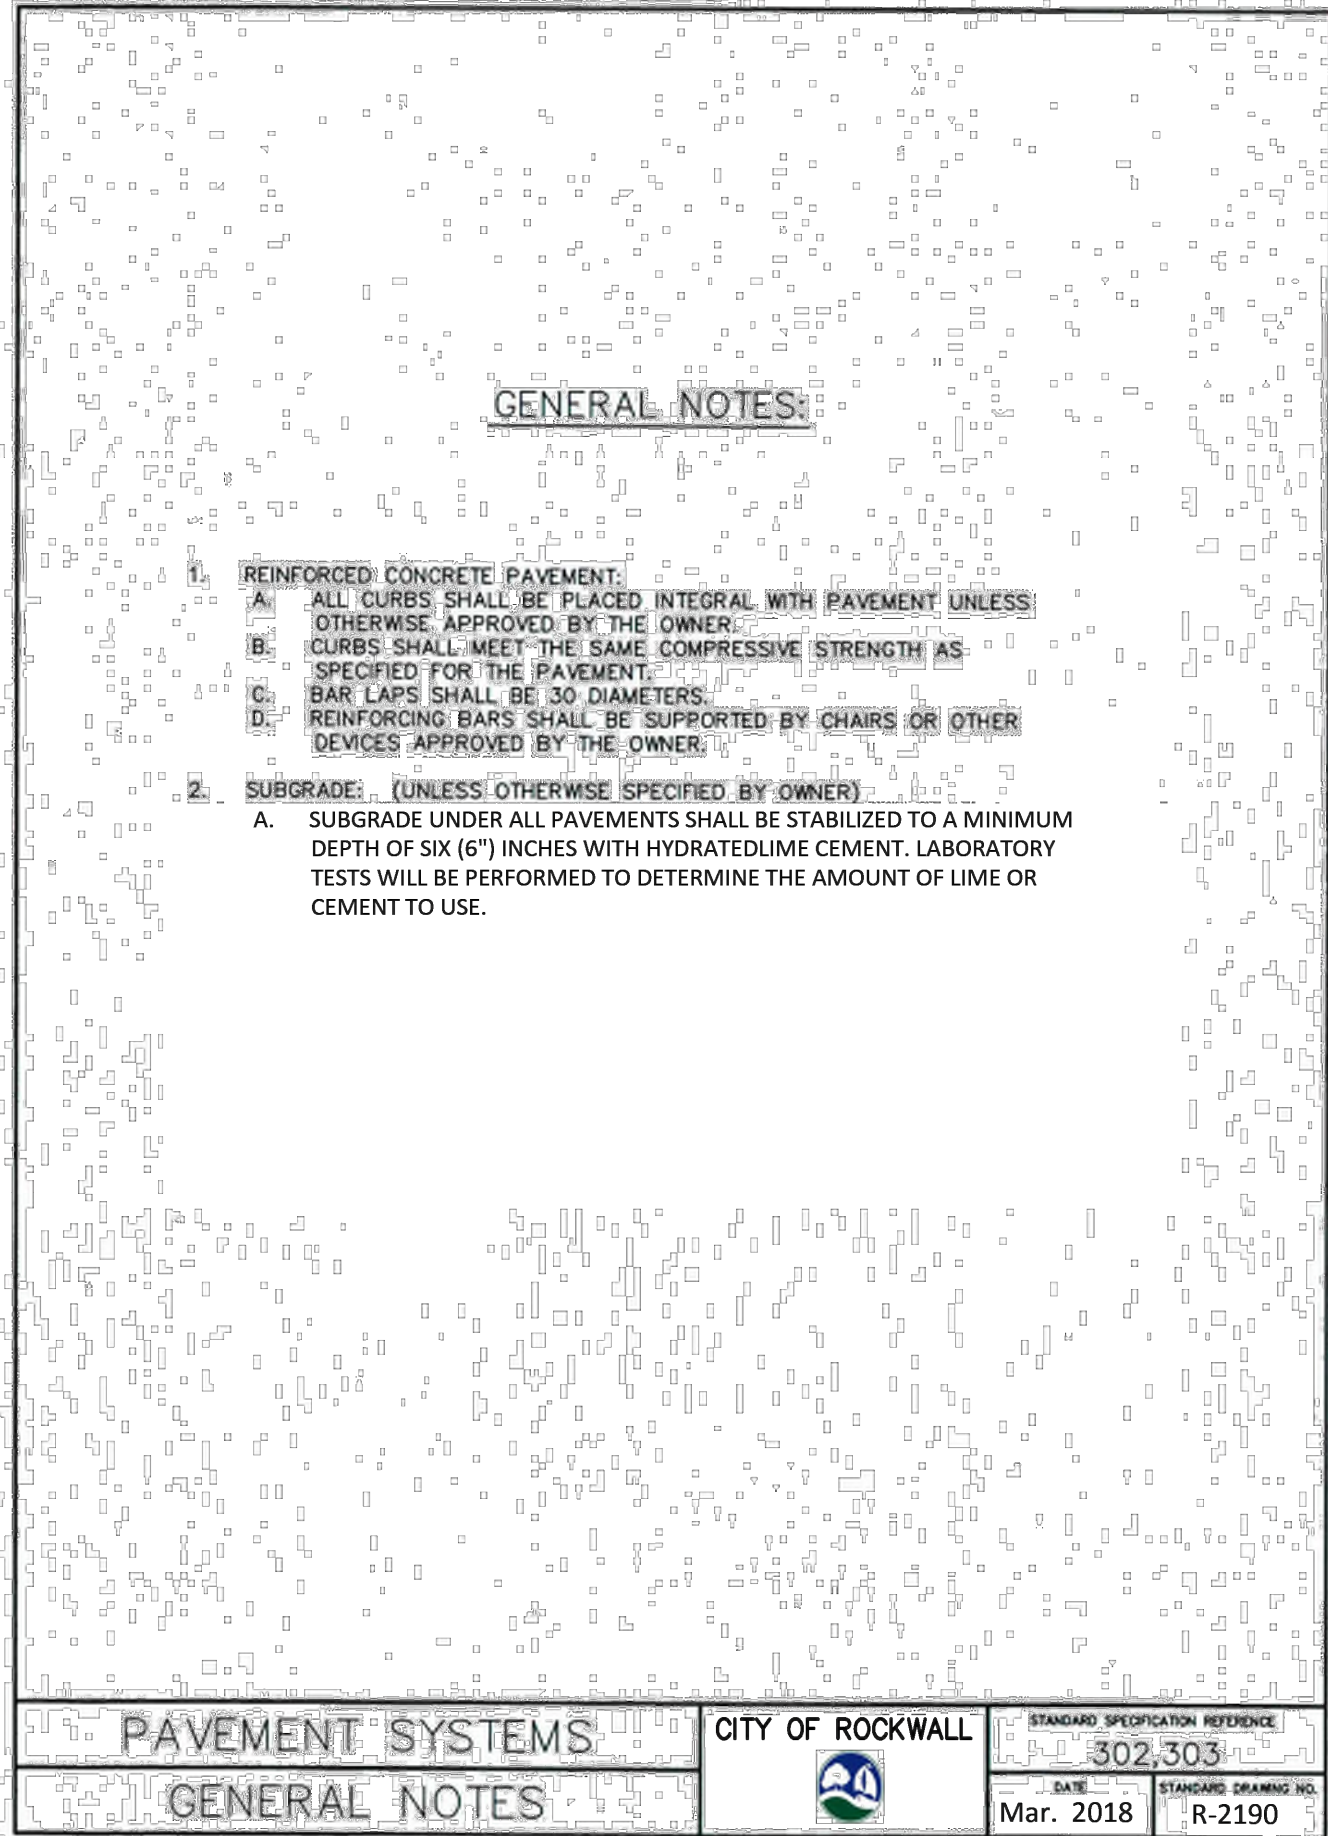 GENERAL NOTES:
1. REINFORCED CONCRETE PAVEMENT:
A. ALL CURBS SHALL BE PLACED INTEGRAL WITH PAVEMENT UNLESS
OTHERWISE APPROVED BY THE OWNER.
B. CURBS SHALL MEET THE SAME COMPRESSIVE STRENGTH AS
SPECIFIED FOR THE PAVEMENT.
C. BAR LAPS SHALL BE 30 DIAMETERS.
D. REINFORCING BARS SHALL BE SUPPORTED BY CHAIRS OR OTHER
DEVICES APPROVED BY THE OWNER.
2. SUBGRADE: (UNLESS OTHERWISE SPECIFIED BY OWNER)
A. SUBGRADE UNDER ALL PAVEMENTS SHALL BE STABILIZED TO A MINIMUM
DEPTH OF SIX (6") INCHES WITH HYDRATEDLIME CEMENT. LABORATORY
TESTS WILL BE PERFORMED TO DETERMINE THE AMOUNT OF LIME OR
CEMENT TO USE.
PAVEMENT SYSTEMS
GENERAL NOTES
CITY OF ROCKWALL
STANDARD SPECIFICATION REFERENCE
302,303
DATE
Mar. 2018
STANDARD DRAWING NO.
R-2190